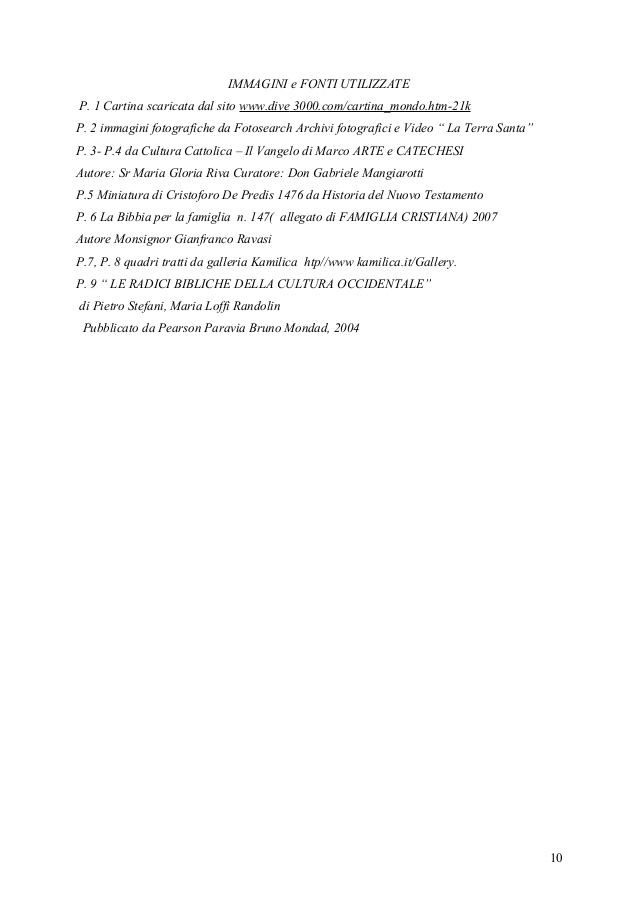 IMMAGINI e FONTI UTILIZZATE
P. 1 Cartina scaricata dal sito www.dive 3000.com/cartina_mondo.htm-21k
P. 2 immagini fotografiche da Fotosearch Archivi fotografici e Video “ La Terra Santa”
P. 3- P.4 da Cultura Cattolica – Il Vangelo di Marco ARTE e CATECHESI
Autore: Sr Maria Gloria Riva Curatore: Don Gabriele Mangiarotti
P.5 Miniatura di Cristoforo De Predis 1476 da Historia del Nuovo Testamento
P. 6 La Bibbia per la famiglia n. 147( allegato di FAMIGLIA CRISTIANA) 2007
Autore Monsignor Gianfranco Ravasi
P.7, P. 8 quadri tratti da galleria Kamilica htp//www kamilica.it/Gallery.
P. 9 “ LE RADICI BIBLICHE DELLA CULTURA OCCIDENTALE”
di Pietro Stefani, Maria Loffi Randolin
Pubblicato da Pearson Paravia Bruno Mondad, 2004
10